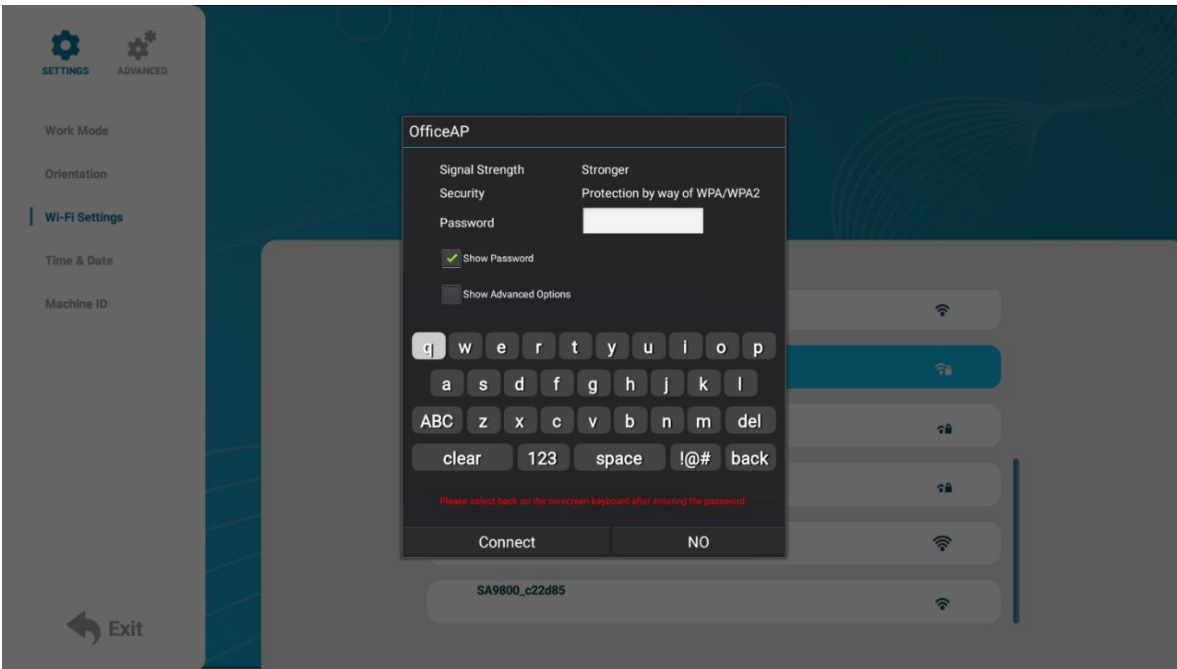 SETTINGS ADVANCED
Work Mode
Orientation
Wi-Fi Settings
Time & Date
Machine ID
Exit
OfficeAP
Signal Strength Stronger
Security Protection by way of WPA/WPA2
Password
Show Password
Show Advanced Options
q w e r t y u i o p
a s d f g h j k l
ABC z x c v b n m del
clear 123 space !@# back
Please select back on the on-screen keyboard after entering the password
Connect NO
SA9800_c22d85